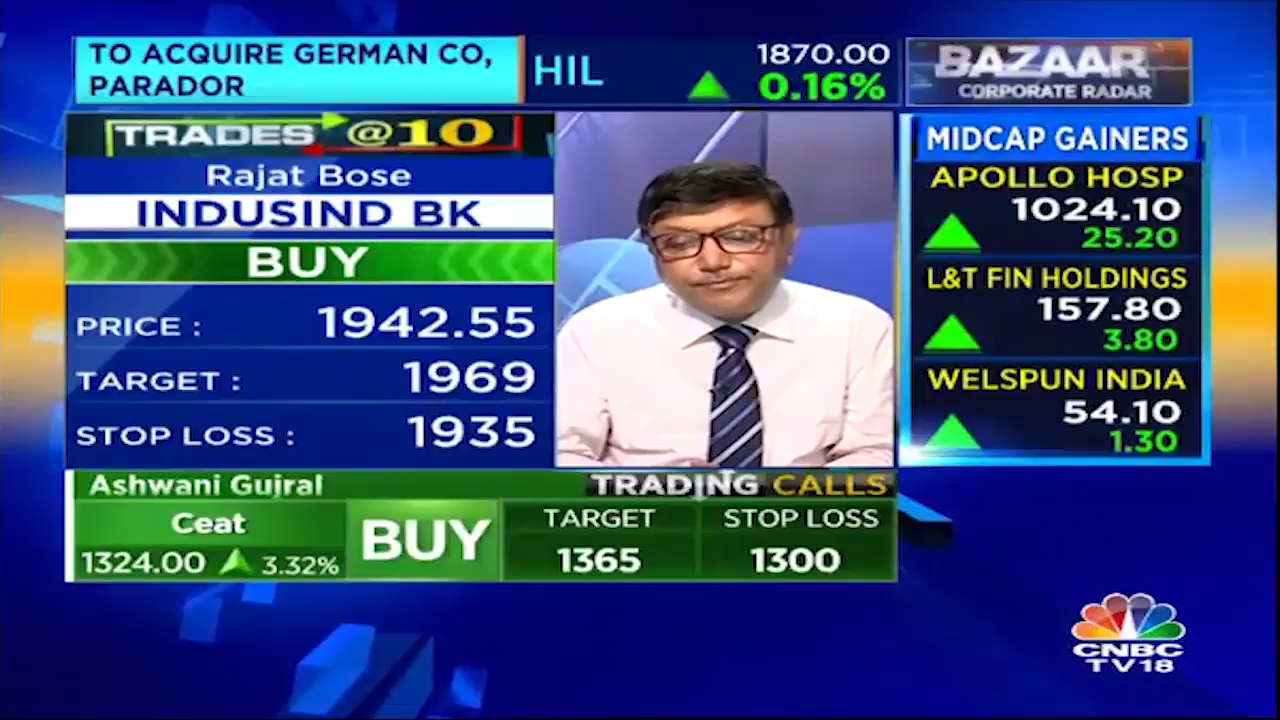 TO ACQUIRE GERMAN CO,
PARADOR
HIL
1870.00
0.16%
BAZAAR
CORPORATE RADAR
TRADES @10
Rajat Bose
INDUSIND BK
BUY
PRICE : 1942.55
TARGET : 1969
STOP LOSS : 1935
MIDCAP GAINERS
APOLLO HOSP
1024.10
25.20
L&T FIN HOLDINGS
157.80
3.80
WELSPUN INDIA
54.10
1.30
Ashwani Gujral
TRADING CALLS
Ceat
1324.00 3.32%
BUY
TARGET
1365
STOP LOSS
1300
CNBC
TV18